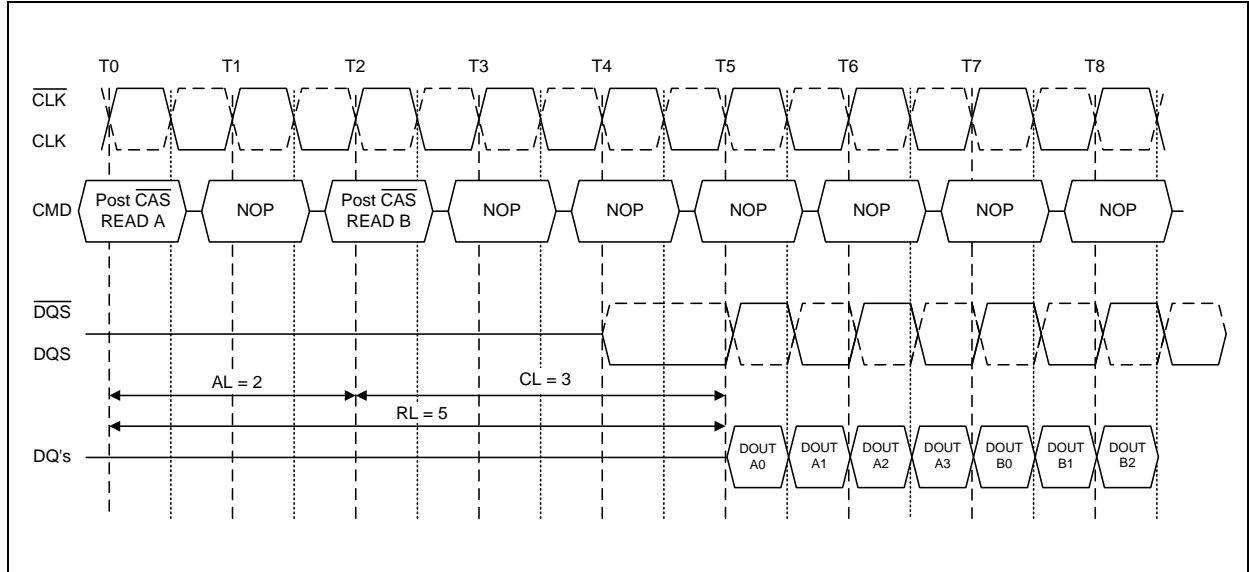 T0 T1 T2 T3 T4 T5 T6 T7 T8
CLK
CLK
CMD
Post CAS
READ A
NOP
Post CAS
READ B
NOP
NOP
NOP
NOP
NOP
NOP
DQS
DQS
AL = 2
CL = 3
RL = 5
DQ's
DOUT
A0
DOUT
A1
DOUT
A2
DOUT
A3
DOUT
B0
DOUT
B1
DOUT
B2